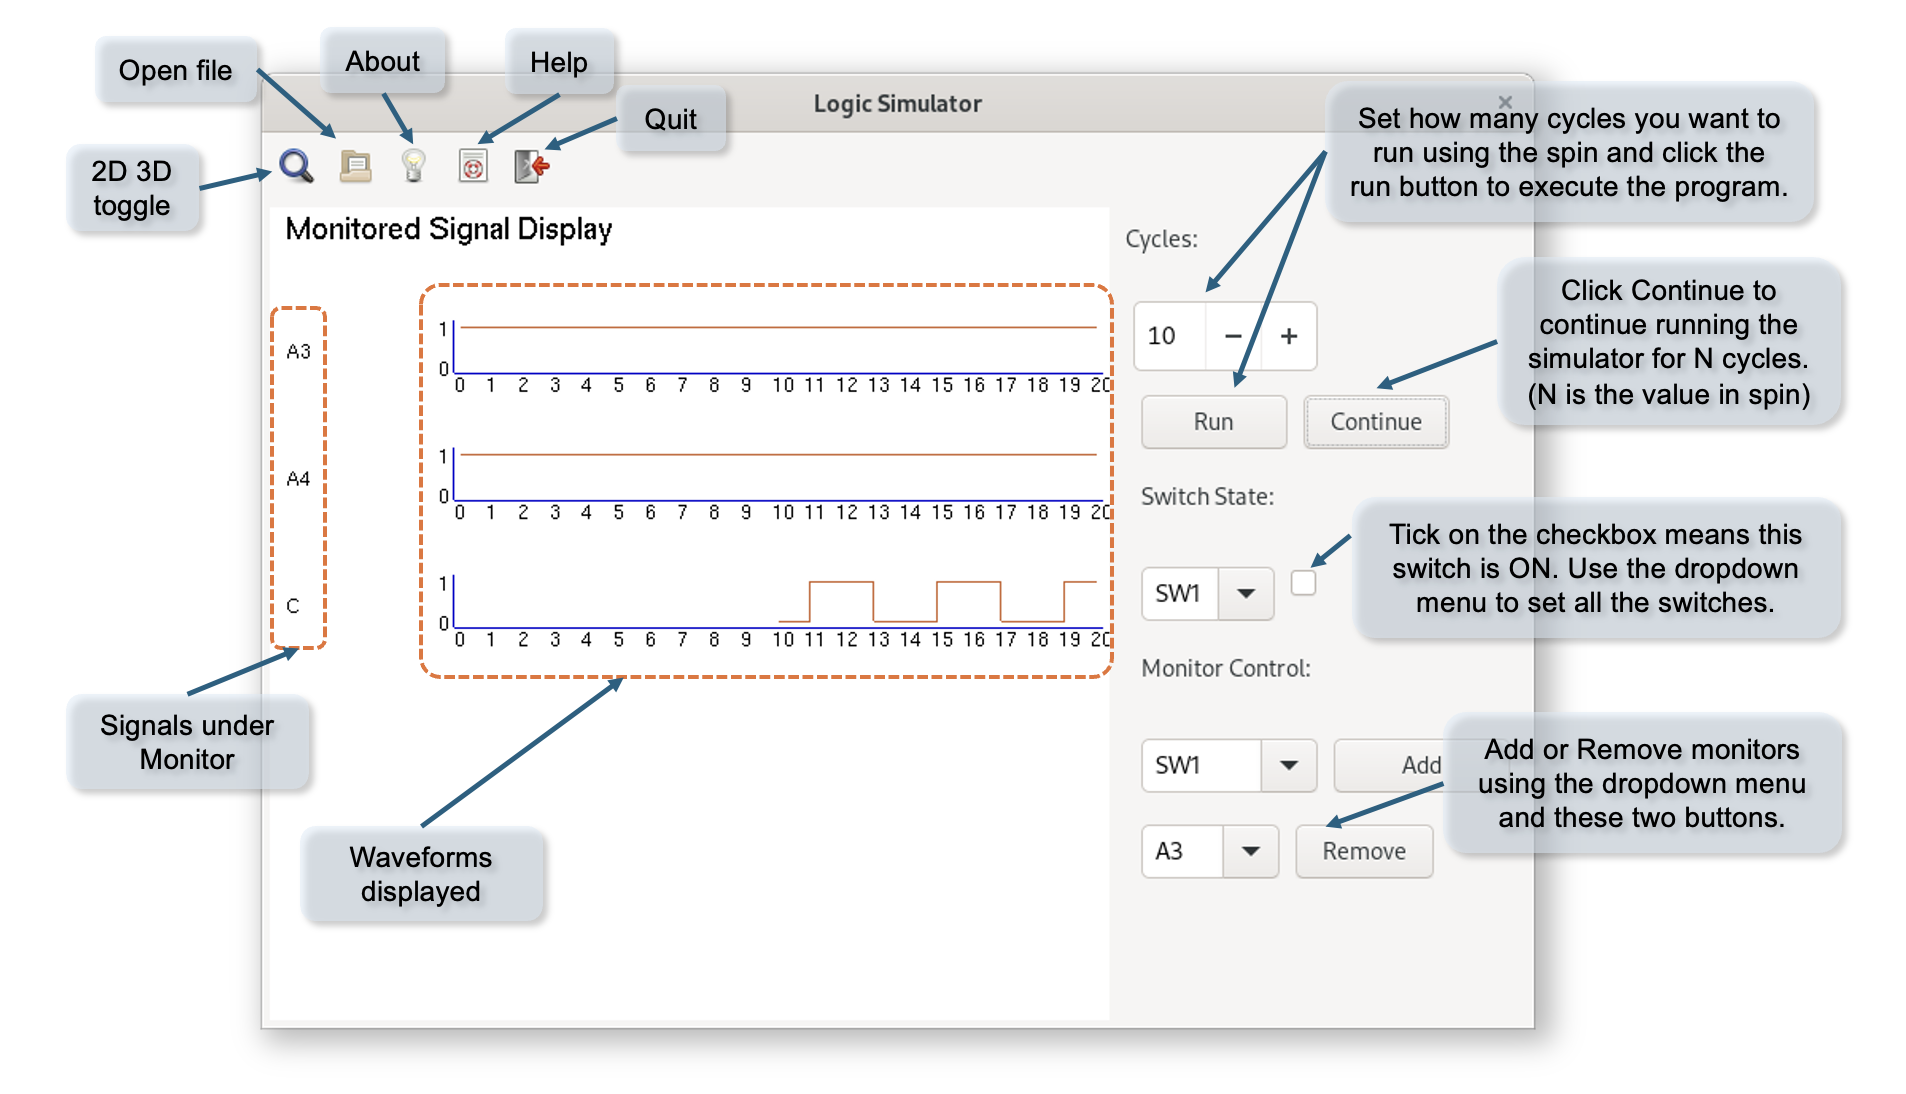 Open file
About
Help
Quit
2D 3D
toggle
Logic Simulator
Set how many cycles you want to
run using the spin and click the
run button to execute the program.
Monitored Signal Display
Cycles:
10
Run
Continue
Click Continue to
continue running the
simulator for N cycles.
(N is the value in spin)
A3
1
0
0 1 2 3 4 5 6 7 8 9 10 11 12 13 14 15 16 17 18 19 20
A4
1
0
0 1 2 3 4 5 6 7 8 9 10 11 12 13 14 15 16 17 18 19 20
C
1
0
0 1 2 3 4 5 6 7 8 9 10 11 12 13 14 15 16 17 18 19 20
Switch State:
SW1
Tick on the checkbox means this
switch is ON. Use the dropdown
menu to set all the switches.
Monitor Control:
SW1
Add
A3
Remove
Add or Remove monitors
using the dropdown menu
and these two buttons.
Signals under
Monitor
Waveforms
displayed